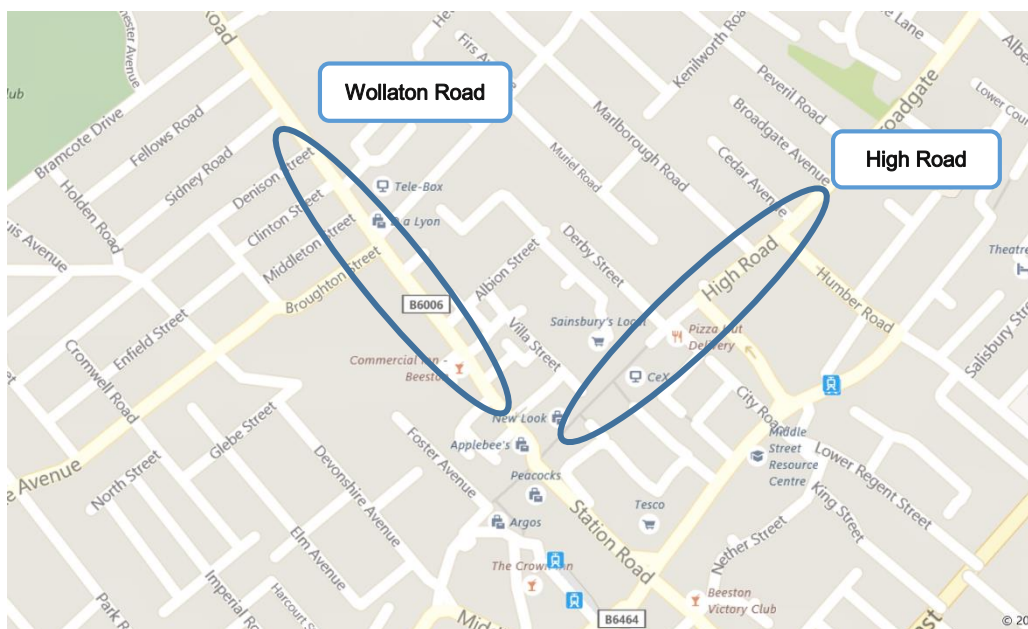 Wollaton Road
High Road
Road
Bramcote Drive
Fellows Road
Sidney Road
Holden Road
Denison Street
Clinton Street
Middleton Street
Broughton Street
Enfield Street
Cromwell Road
Glebe Street
North Street
Devonshire Avenue
Foster Avenue
Elm Avenue
Imperial Road
Park Road
Avenue
Avenue
Tele-Box
a Lyon
B6006
Albion Street
Villa Street
Commercial Inn -
Beeston
New Look
Applebee's
Peacocks
Argos
The Crown Inn
Station Road
B6464
Tesco
Firs Avenue
Muriel Road
Marlborough Road
Kenilworth Road
Peveril Road
Broadgate Avenue
Cedar Avenue
Derby Street
Sainsbury's Local
High Road
Pizza Hut
Delivery
CeX
Humber Road
Salisbury Street
City Road
Middle
Street
Resource
Centre
Lower Regent Street
King Street
Nether Street
Beeston
Victory Club
Theatre
Lower Cou
oadgate
Lane
© 20